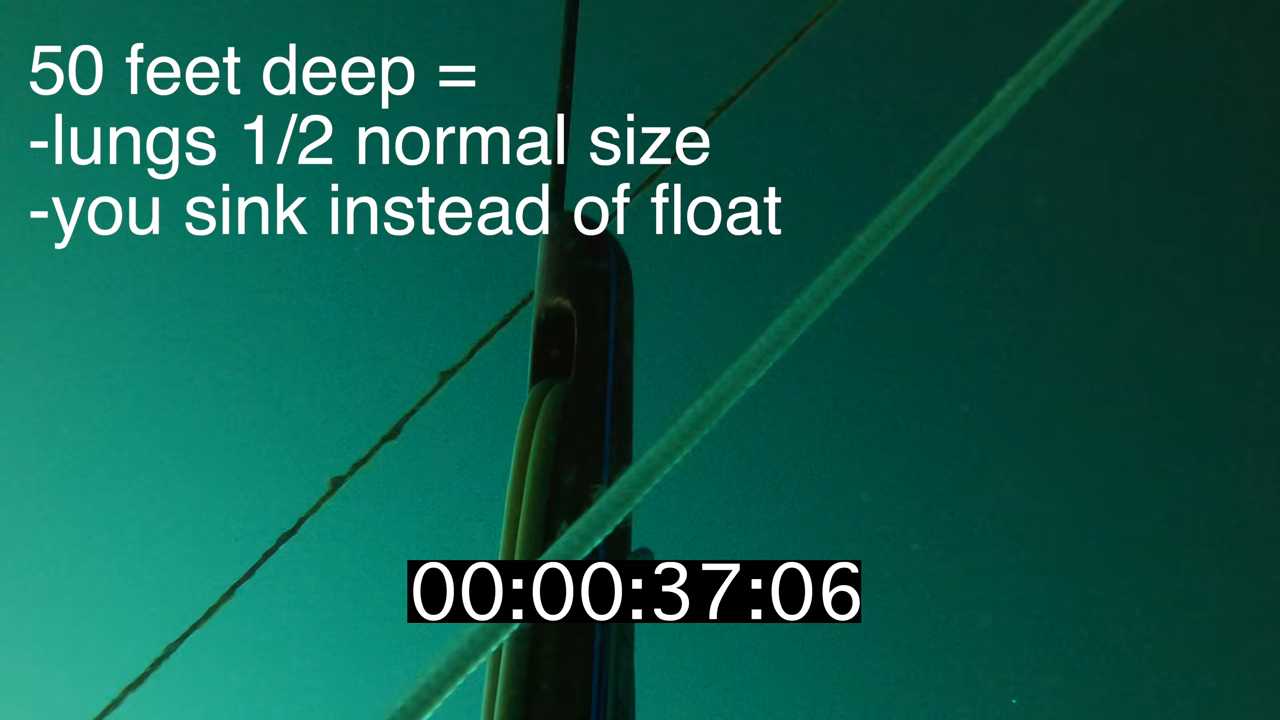 50 feet deep =
-lungs 1/2 normal size
-you sink instead of float
00:00:37:06